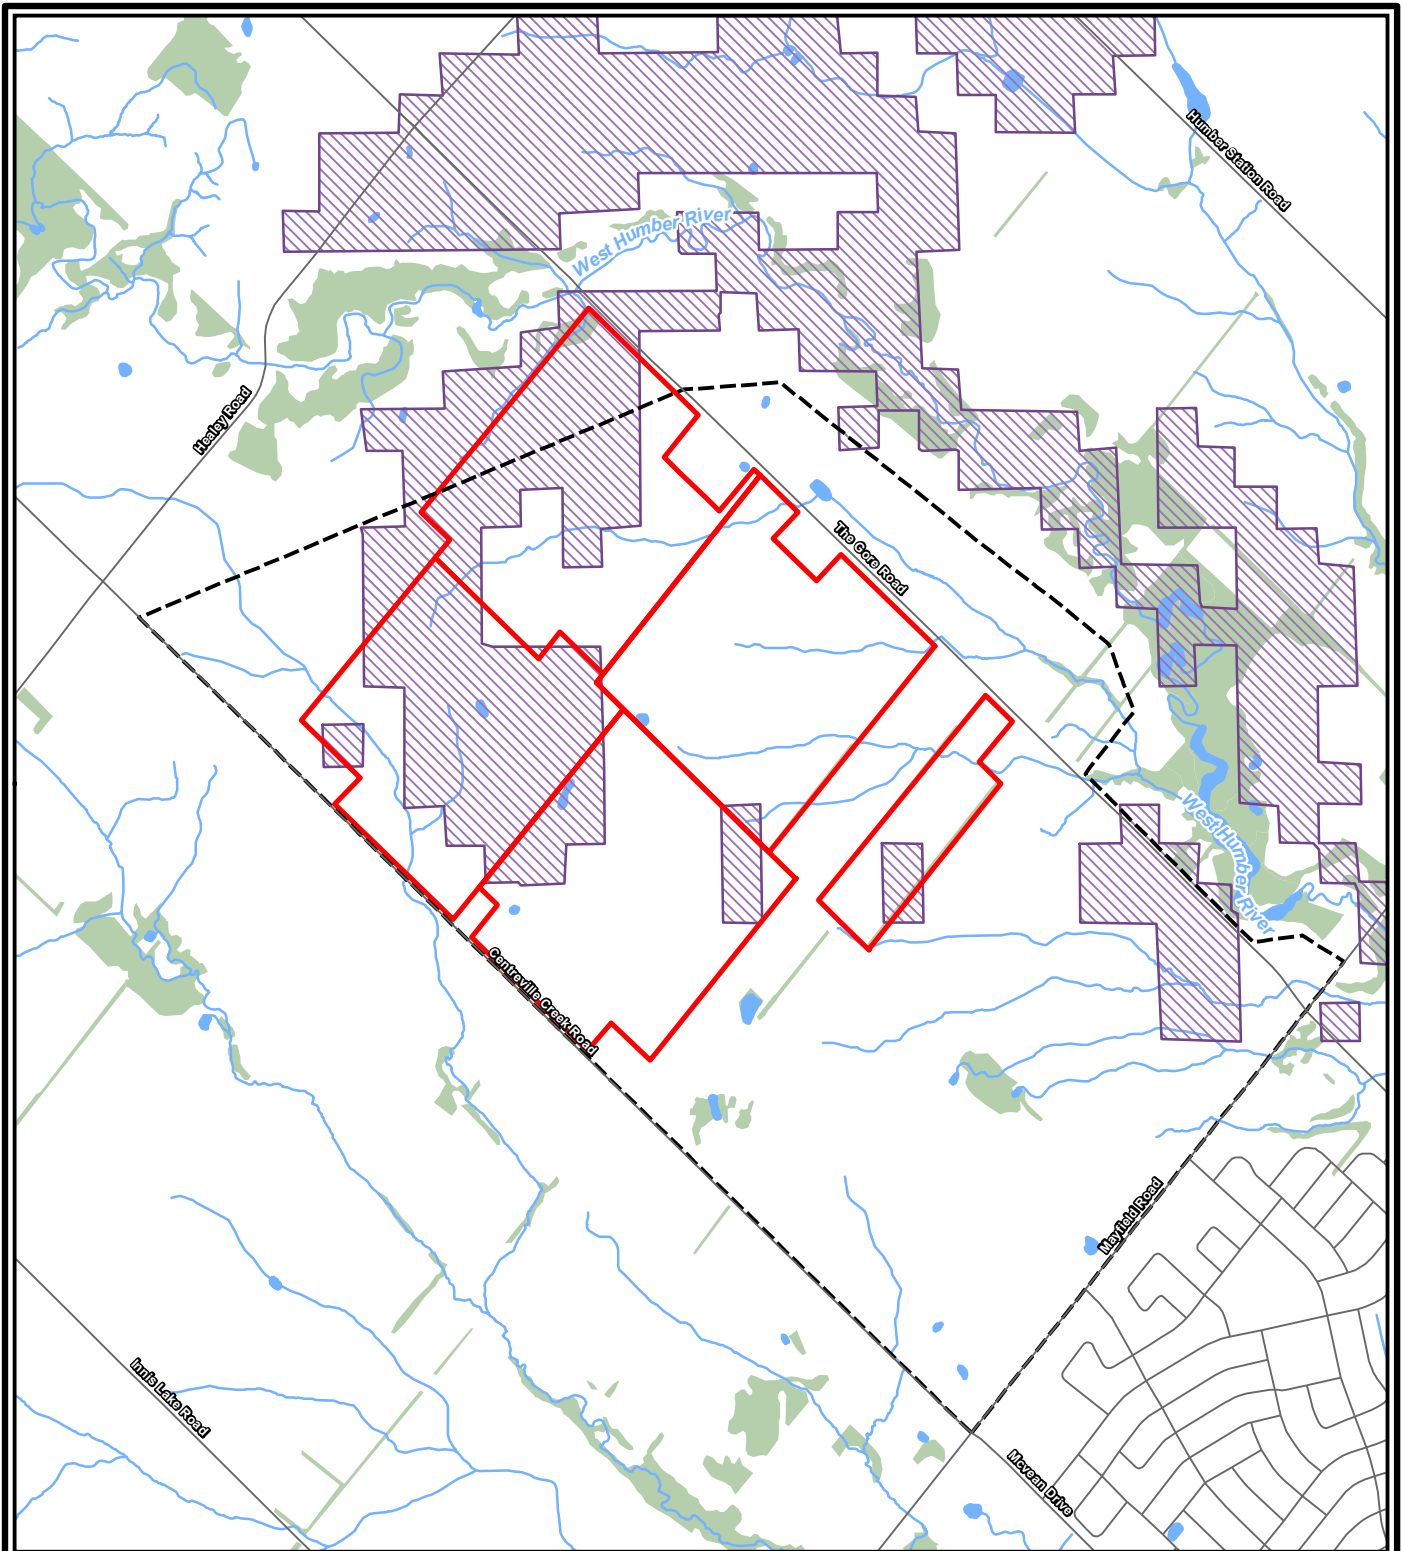 Humber Station Road
West Humber River
Healey Road
The Gore Road
West Humber River
Centreville Creek Road
Mayfield Road
Innis Lake Road
Mcvean Drive